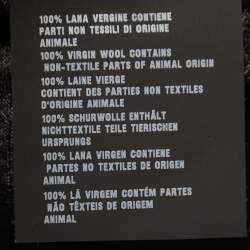 100% LANA VERGINE CONTIENE
PARTI NON TESSILI DI ORIGINE
ANIMALE
100% VIRGIN WOOL CONTAINS
NON-TEXTILE PARTS OF ANIMAL ORIGIN
100% LAINE VIERGE
CONTIENT DES PARTIES NON TEXTILES
D'ORIGINE ANIMALE
100% SCHURWOLLE ENTHÄLT
NICHTTEXTILE TEILE TIERISCHEN
URSPRUNGS
100% LANA VIRGEN CONTIENE
PARTES NO TEXTILES DE ORIGEN
ANIMAL
100% LÃ VIRGEM CONTÉM PARTES
NÃO TÊXTEIS DE ORIGEM
ANIMAL